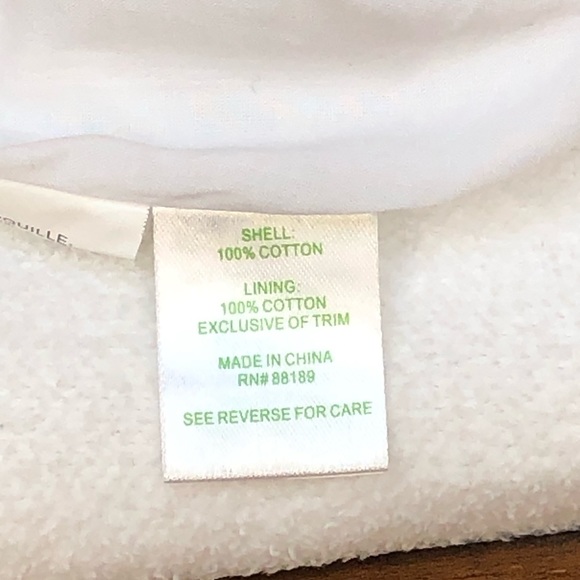 SHELL:
100% COTTON
LINING:
100% COTTON
EXCLUSIVE OF TRIM
MADE IN CHINA
RN# 88189
SEE REVERSE FOR CARE